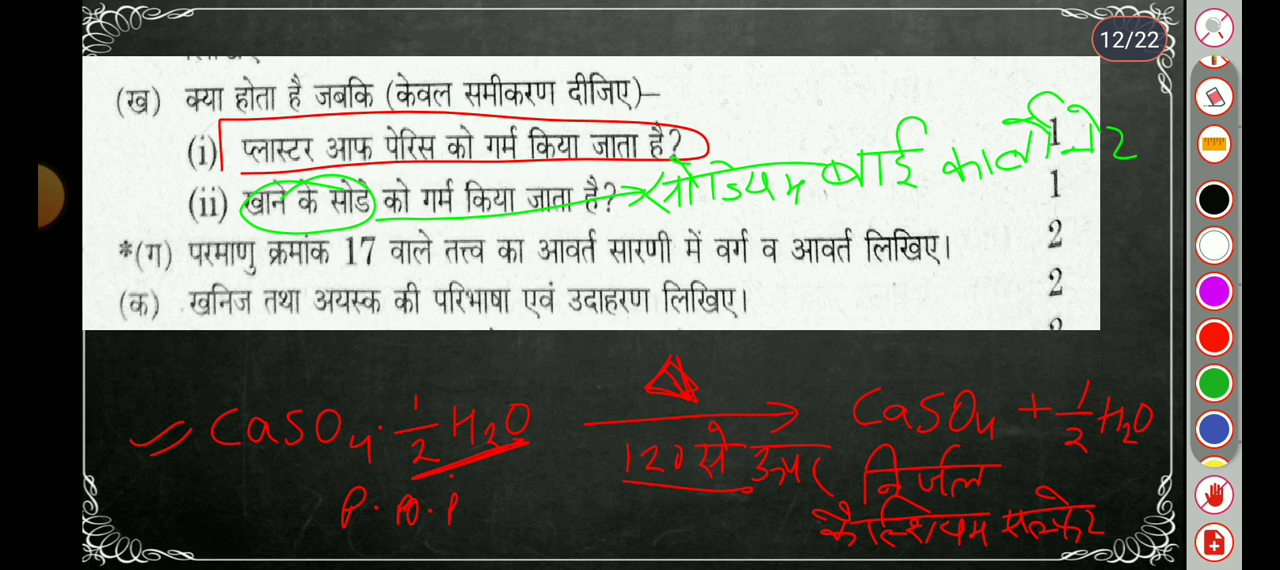 12/22
(ख) क्या होता है जबकि (केवल समीकरण दीजिए)–
(i) प्लास्टर आफ पेरिस को गर्म किया जाता है? 1
(ii) खाने के सोडे को गर्म किया जाता है? 1
सोडियम बाई कार्बोनेट
*(ग) परमाणु क्रमांक 17 वाले तत्त्व का आवर्त सारणी में वर्ग व आवर्त लिखिए। 2
(क) खनिज तथा अयस्क की परिभाषा एवं उदाहरण लिखिए। 2
CaSO₄·½H₂O → CaSO₄ + ½H₂O
120 से ऊपर
P.O.P
निर्जल
कैल्शियम सल्फेट